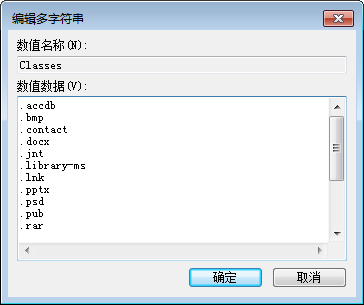 编辑多字符串
数值名称(N):
Classes
数值数据(V):
.accdb
.bmp
.contact
.docx
.jnt
.library-ms
.lnk
.pptx
.psd
.pub
.rar
确定
取消